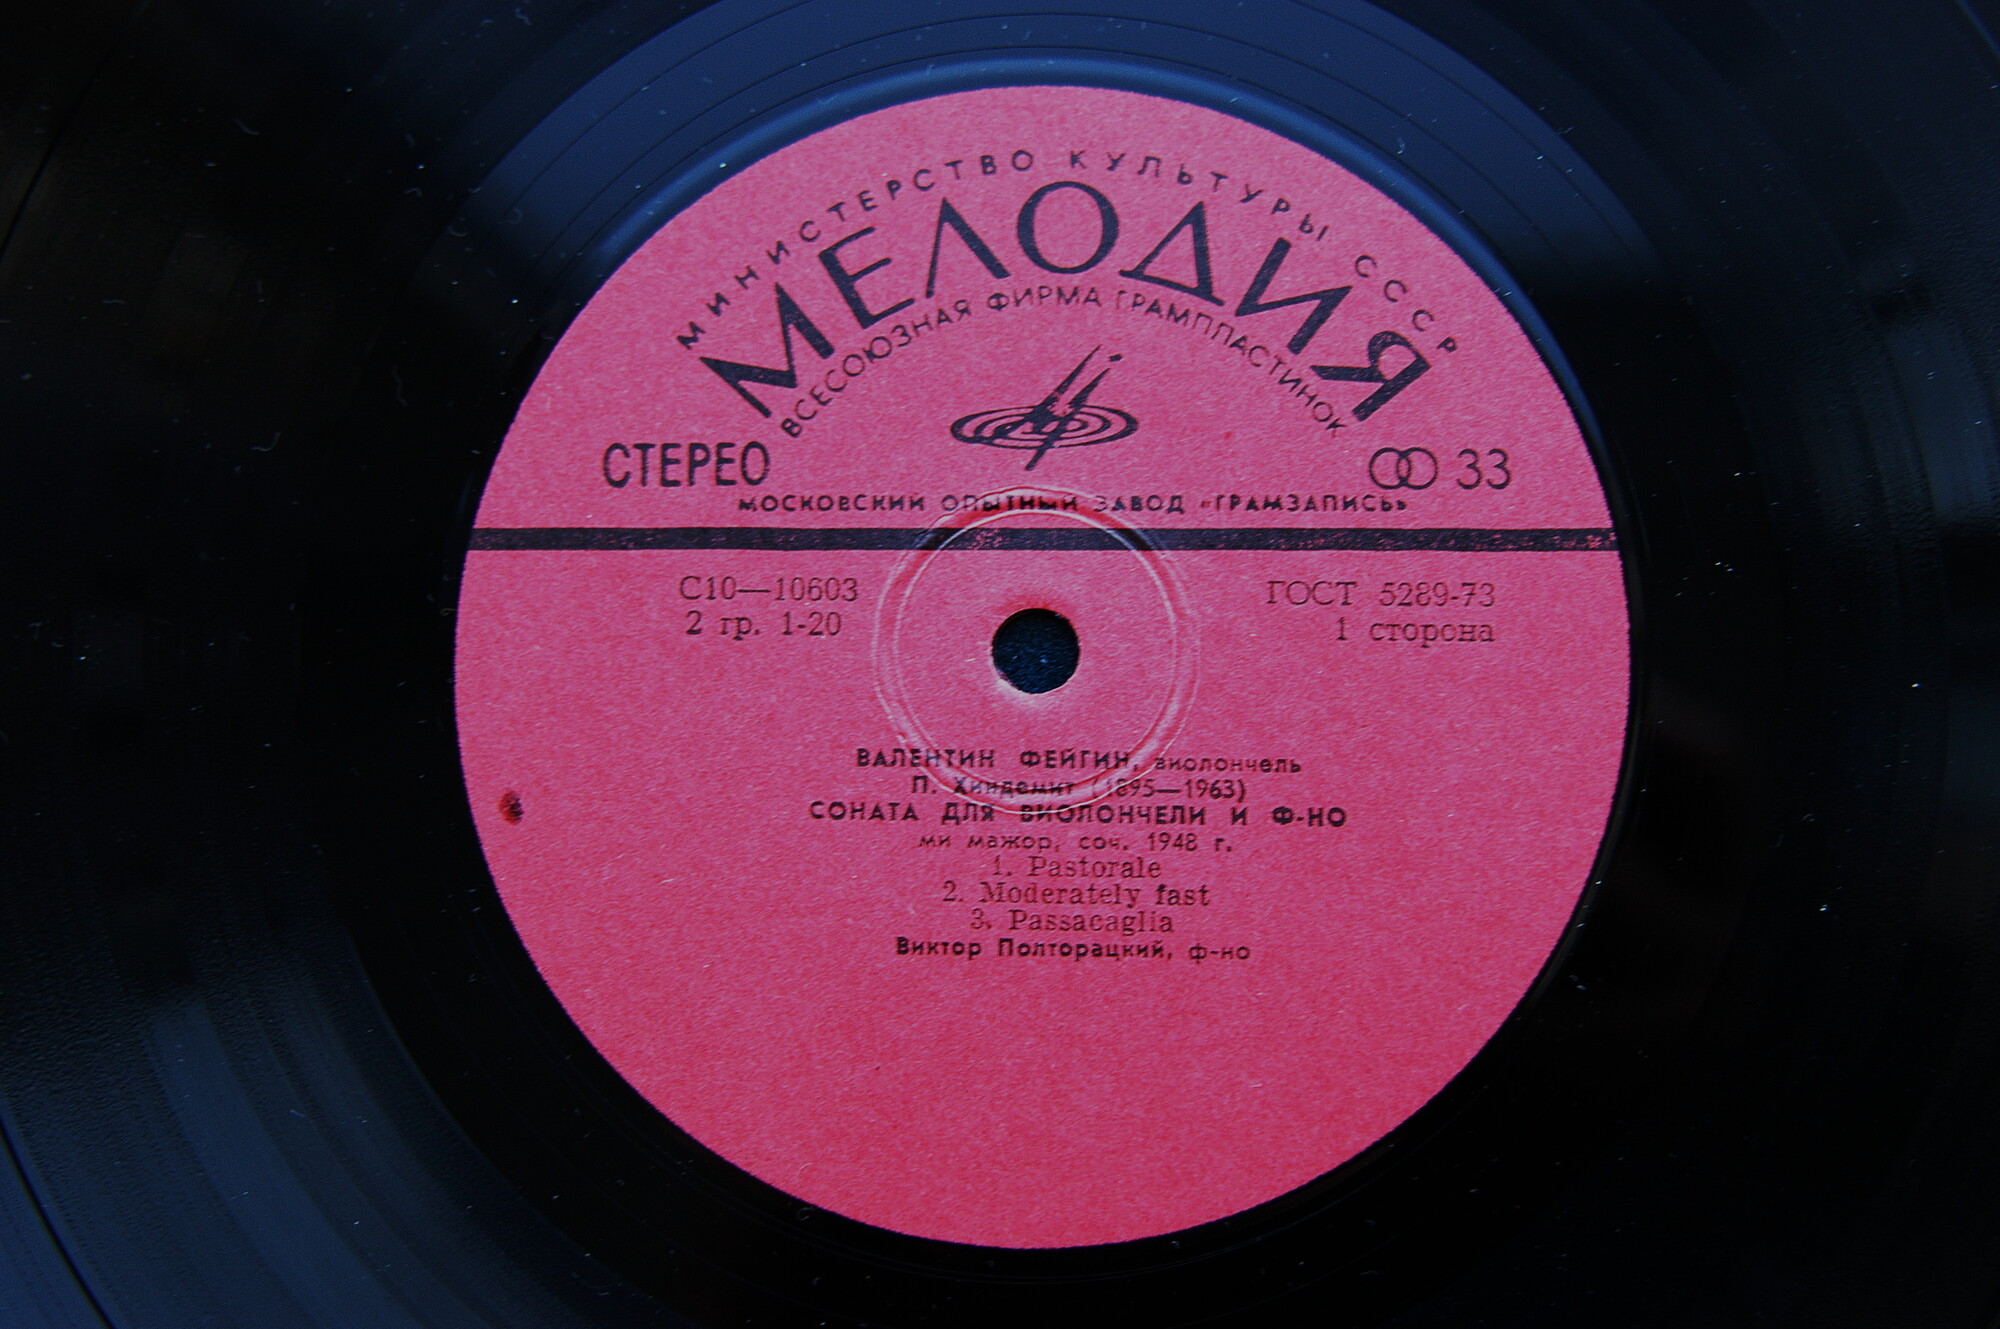 МИНИСТЕРСТВО КУЛЬТУРЫ СССР
МЕЛОДИЯ
ВСЕСОЮЗНАЯ ФИРМА ГРАМПЛАСТИНОК
СТЕРЕО 33
МОСКОВСКИЙ ОПЫТНЫЙ ЗАВОД «ГРАМЗАПИСЬ»
С10—10603 ГОСТ 5289-73
2 гр. 1-20 1 сторона
ВАЛЕНТИН ФЕЙГИН, виолончель
П. Хиндемит (1895—1963)
СОНАТА ДЛЯ ВИОЛОНЧЕЛИ И Ф-НО
ми мажор, соч. 1948 г.
1. Pastorale
2. Moderately fast
3. Passacaglia
Виктор Полторацкий, ф-но